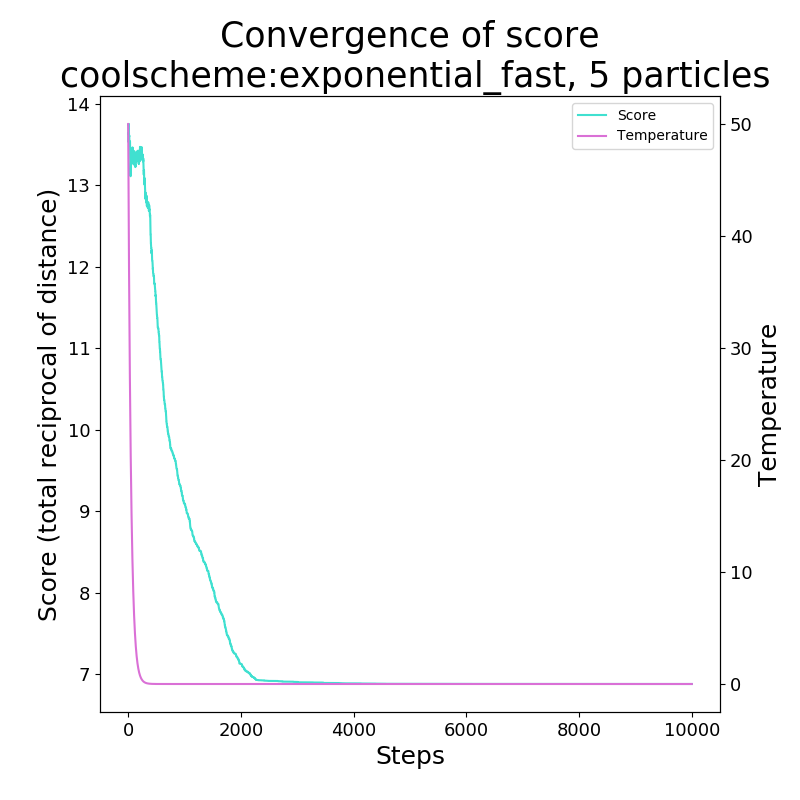 Convergence of score
coolscheme:exponential_fast, 5 particles
Score
Temperature
14
13
12
11
10
9
8
7
Score (total reciprocal of distance)
50
40
30
20
10
0
Temperature
0
2000
4000
6000
8000
10000
Steps